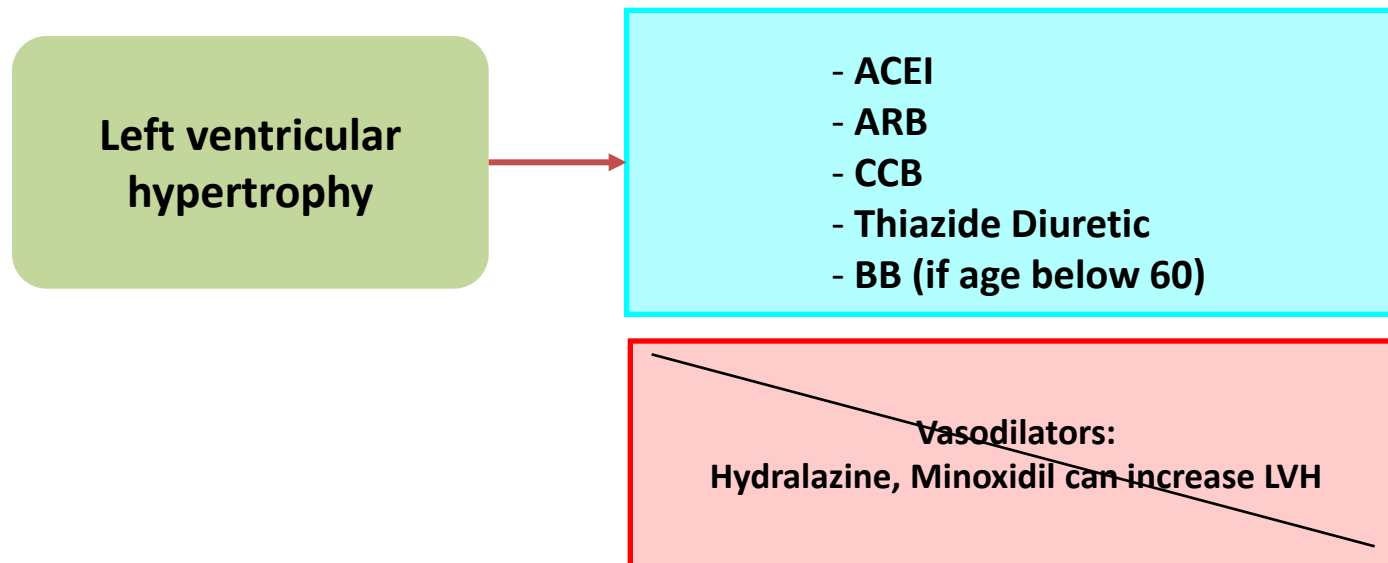 Left ventricular
hypertrophy
- ACEI
- ARB
- CCB
- Thiazide Diuretic
- BB (if age below 60)
Vasodilators:
Hydralazine, Minoxidil can increase LVH